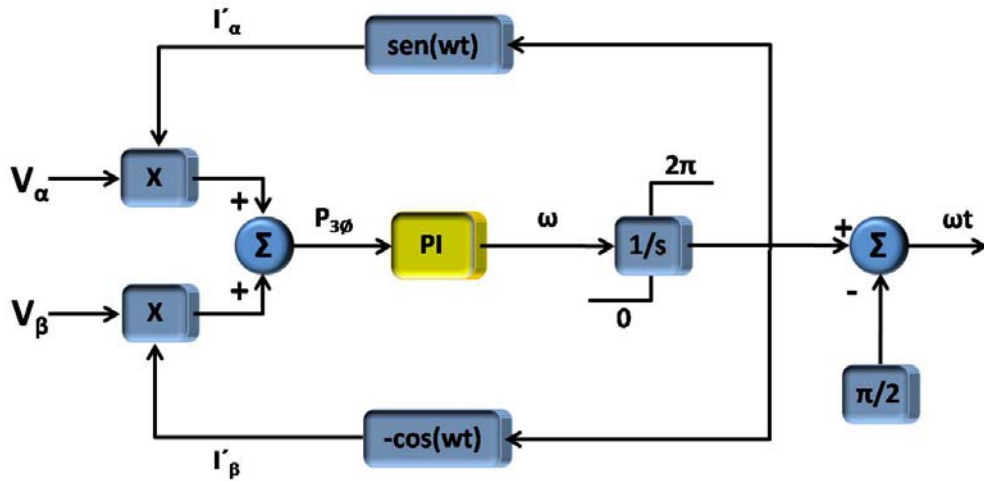 I´α
sen(wt)
Vα
X
2π
+
P3ø
ω
+
ωt
Σ
PI
1/s
Σ
+
-
Vβ
X
0
π/2
-cos(wt)
I´β